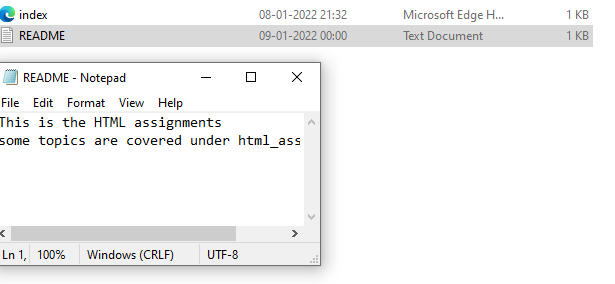 index 08-01-2022 21:32 Microsoft Edge H... 1 KB
README 09-01-2022 00:00 Text Document 1 KB
README - Notepad
File Edit Format View Help
This is the HTML assignments
some topics are covered under html_ass
Ln 1, 100% Windows (CRLF) UTF-8